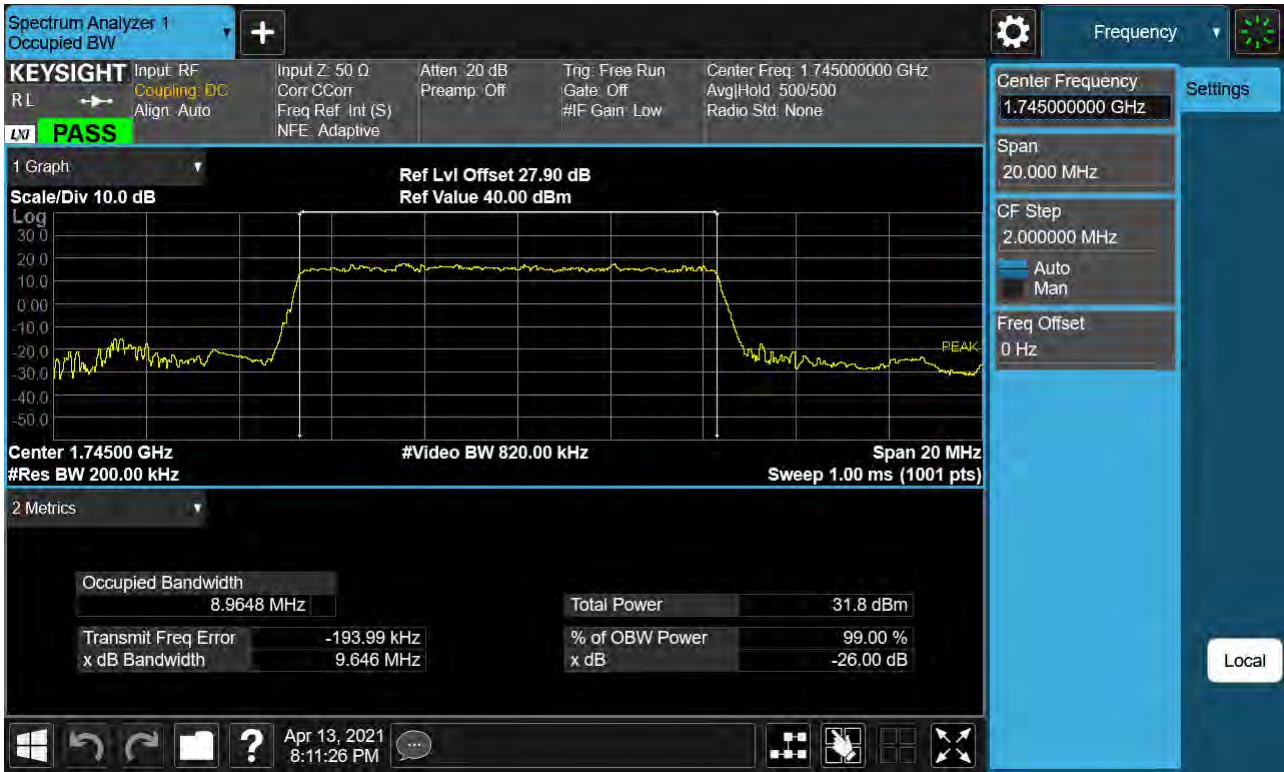 Spectrum Analyzer 1
Occupied BW
Frequency
KEYSIGHT
R L
LXI
PASS
Input: RF
Coupling: DC
Align: Auto
Input Z: 50 Ω
Corr CCorr
Freq Ref: Int (S)
NFE: Adaptive
Atten: 20 dB
Preamp: Off
Trig: Free Run
Gate: Off
#IF Gain: Low
Center Freq: 1.745000000 GHz
Avg|Hold: 500/500
Radio Std: None
Center Frequency
1.745000000 GHz
Settings
Span
20.000 MHz
CF Step
2.000000 MHz
Auto
Man
Freq Offset
0 Hz
1 Graph
Scale/Div 10.0 dB
Ref Lvl Offset 27.90 dB
Ref Value 40.00 dBm
Log
30.0
20.0
10.0
0.00
-10.0
-20.0
-30.0
-40.0
-50.0
PEAK
Center 1.74500 GHz
#Video BW 820.00 kHz
Span 20 MHz
#Res BW 200.00 kHz
Sweep 1.00 ms (1001 pts)
2 Metrics
Occupied Bandwidth
8.9648 MHz
Total Power 31.8 dBm
Transmit Freq Error -193.99 kHz
% of OBW Power 99.00 %
x dB Bandwidth 9.646 MHz
x dB -26.00 dB
Local
Apr 13, 2021
8:11:26 PM